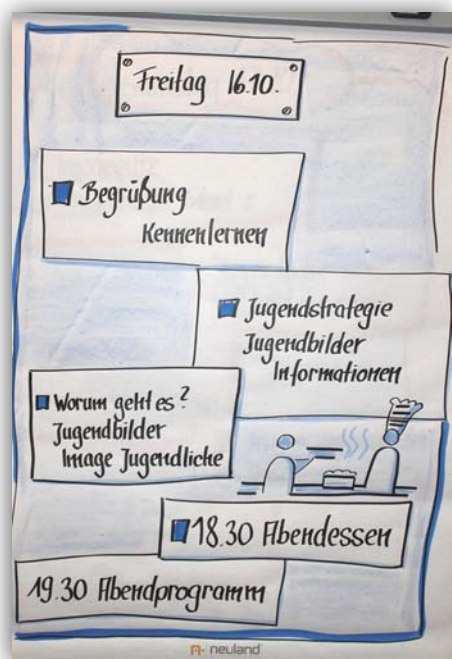 Freitag 16.10.
Begrüßung
Kennenlernen
Jugendstrategie
Jugendbilder
Informationen
Worum geht es?
Jugendbilder
Image Jugendliche
18.30 Abendessen
19.30 Abendprogramm
neuland